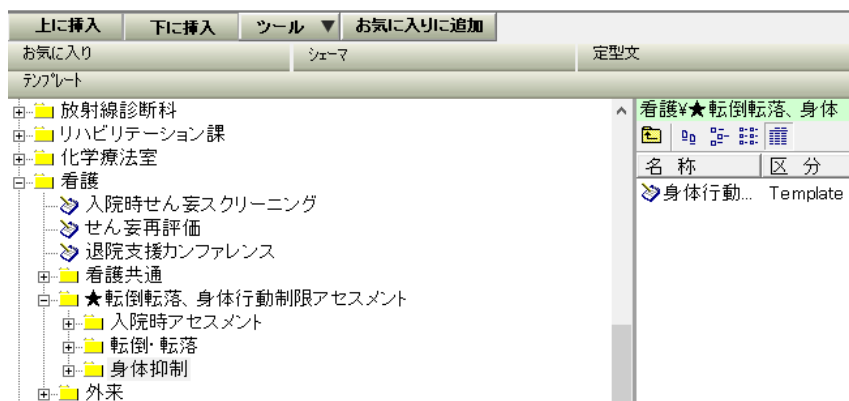 上に挿入 下に挿入 ツール ▼ お気に入りに追加
お気に入り シェーマ 定型文
テンプレート
放射線診断科
リハビリテーション課
化学療法室
看護
入院時せん妄スクリーニング
せん妄再評価
退院支援カンファレンス
看護共通
★転倒転落、身体行動制限アセスメント
入院時アセスメント
転倒・転落
身体抑制
外来
看護¥★転倒転落、身体
名 称 区 分
身体行動... Template